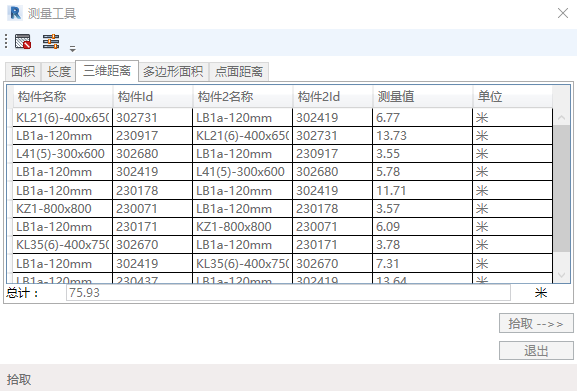 测量工具
面积 长度 三维距离 多边形面积 点面距离
构件名称 构件Id 构件2名称 构件2Id 测量值 单位
KL21(6)-400x650 302731 LB1a-120mm 302419 6.77 米
LB1a-120mm 230917 KL21(6)-400x650 302731 13.73 米
L41(5)-300x600 302680 LB1a-120mm 230917 3.55 米
LB1a-120mm 302419 L41(5)-300x600 302680 5.78 米
LB1a-120mm 230178 LB1a-120mm 302419 11.71 米
KZ1-800x800 230071 LB1a-120mm 230178 3.57 米
LB1a-120mm 230171 KZ1-800x800 230071 6.09 米
KL35(6)-400x750 302670 LB1a-120mm 230171 3.78 米
LB1a-120mm 302419 KL35(6)-400x750 302670 7.31 米
LB1a-120mm 230437 LB1a-120mm 302419 13.64 米
总计： 75.93 米
拾取 -->>
退出
拾取